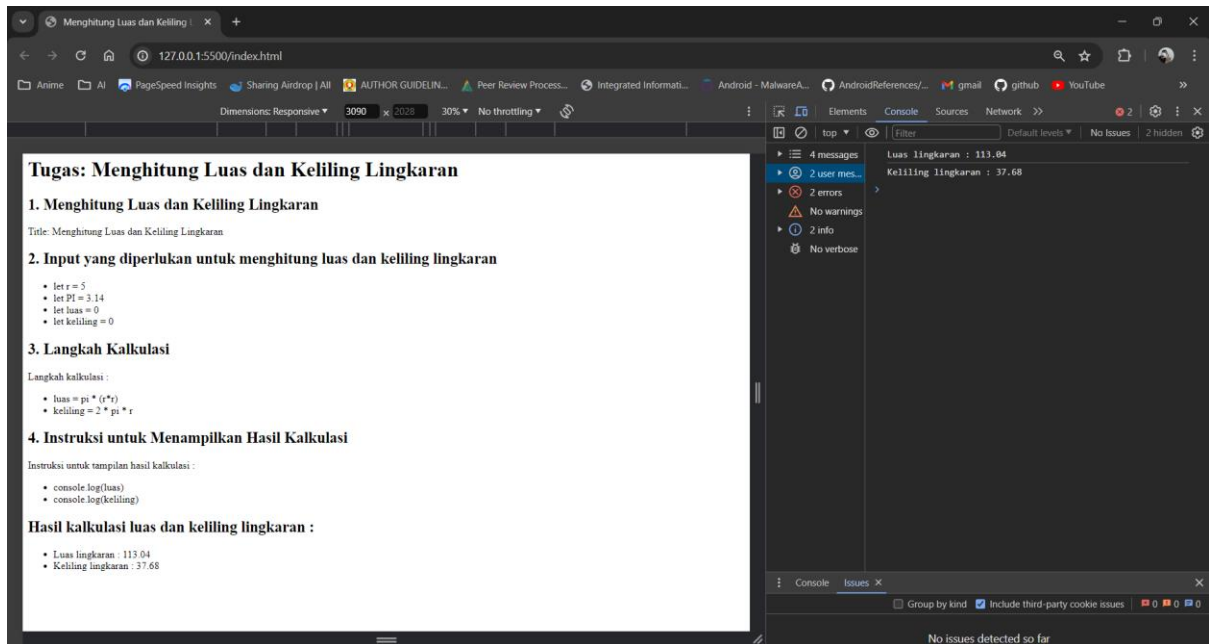 Menghitung Luas dan Keliling L
127.0.0.1:5500/index.html
Anime AI PageSpeed Insights Sharing Airdrop | All AUTHOR GUIDELIN... Peer Review Process... Integrated Informati... Android - MalwareA... AndroidReferences/... gmail github YouTube
Dimensions: Responsive 3090 x 2028 30% No throttling
Elements Console Sources Network 2
top Filter Default levels No Issues 2 hidden
4 messages
2 user mes...
2 errors
No warnings
2 info
No verbose
Luas lingkaran : 113.04
Keliling lingkaran : 37.68
Tugas: Menghitung Luas dan Keliling Lingkaran
1. Menghitung Luas dan Keliling Lingkaran
Title: Menghitung Luas dan Keliling Lingkaran
2. Input yang diperlukan untuk menghitung luas dan keliling lingkaran
• let r = 5
• let PI = 3.14
• let luas = 0
• let keliling = 0
3. Langkah Kalkulasi
Langkah kalkulasi :
• luas = pi * (r*r)
• keliling = 2 * pi * r
4. Instruksi untuk Menampilkan Hasil Kalkulasi
Instruksi untuk tampilan hasil kalkulasi :
• console.log(luas)
• console.log(keliling)
Hasil kalkulasi luas dan keliling lingkaran :
• Luas lingkaran : 113.04
• Keliling lingkaran : 37.68
Console Issues
Group by kind Include third-party cookie issues 0 0 0
No issues detected so far